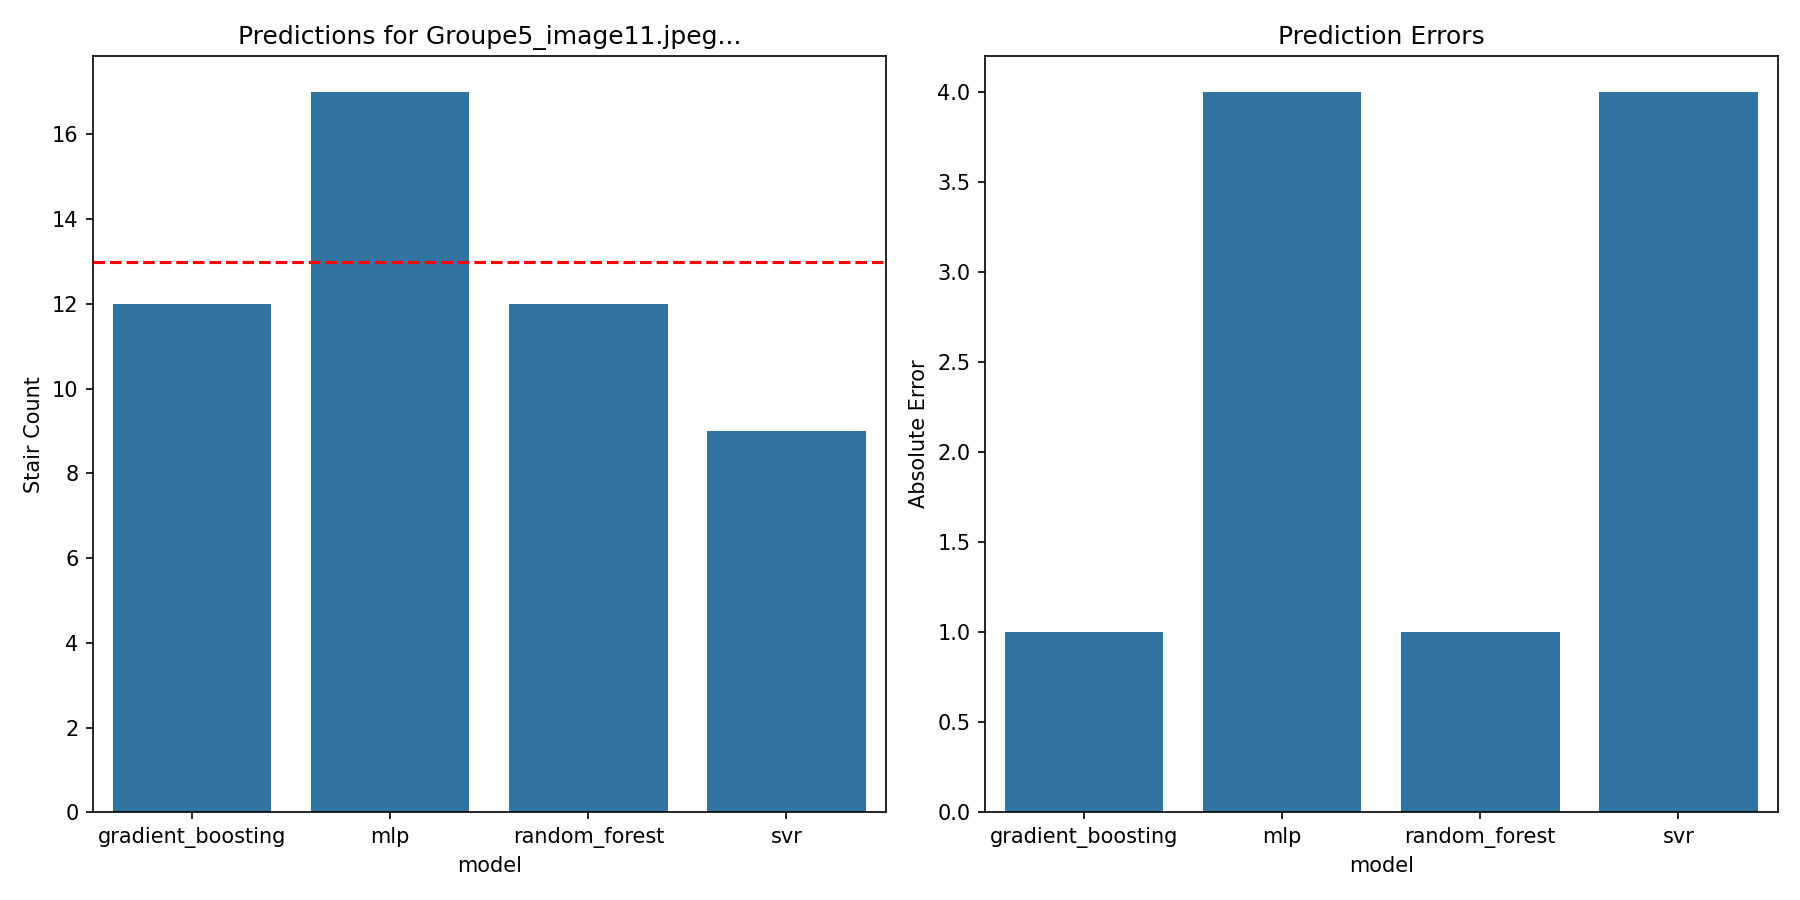 Predictions for Groupe5_image11.jpeg...
Stair Count
16
14
12
10
8
6
4
2
0
gradient_boosting mlp random_forest svr
model
Prediction Errors
Absolute Error
4.0
3.5
3.0
2.5
2.0
1.5
1.0
0.5
0.0
gradient_boosting mlp random_forest svr
model